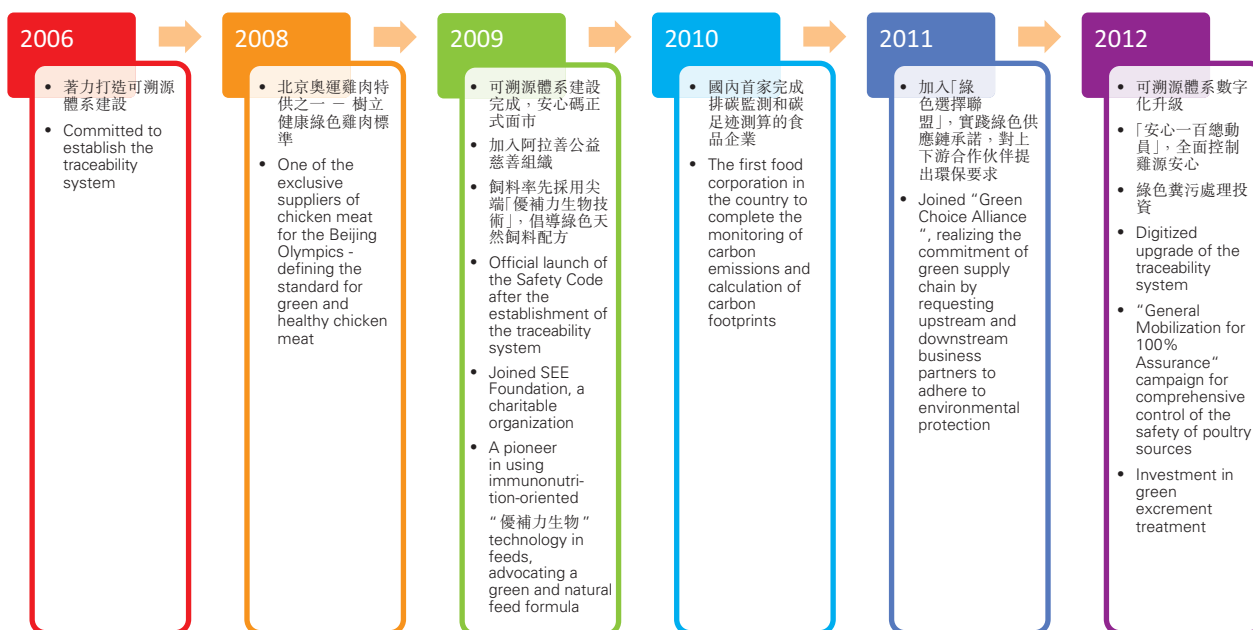 2006
著力打造可溯源
體系建設
Committed to
establish the
traceability
system
2008
北京奧運雞肉特
供之一 － 樹立
健康綠色雞肉標
準
One of the
exclusive
suppliers of
chicken meat
for the Beijing
Olympics -
defining the
standard for
green and
healthy chicken
meat
2009
可溯源體系建設
完成，安心碼正
式面市
加入阿拉善公益
慈善組織
飼料率先採用尖
端「優補力生物技
術」，倡導綠色天
然飼料配方
Official launch of
the Safety Code
after the
establishment of
the traceability
system
Joined SEE
Foundation, a
charitable
organization
A pioneer
in using
immunonutri-
tion-oriented
“優補力生物”
technology in
feeds,
advocating a
green and natural
feed formula
2010
國內首家完成
排碳監測和碳
足迹測算的食
品企業
The first food
corporation in
the country to
complete the
monitoring of
carbon
emissions and
calculation of
carbon
footprints
2011
加入「綠
色選擇聯
盟」，實踐綠色供
應鏈承諾，對上
下游合作伙伴提
出環保要求
Joined “Green
Choice Alliance
“, realizing the
commitment of
green supply
chain by
requesting
upstream and
downstream
business
partners to
adhere to
environmental
protection
2012
可溯源體系數字
化升級
「安心一百總動
員」，全面控制
雞源安心
綠色糞污處理投
資
Digitized
upgrade of the
traceability
system
“General
Mobilization for
100%
Assurance“
campaign for
comprehensive
control of the
safety of poultry
sources
Investment in
green
excrement
treatment